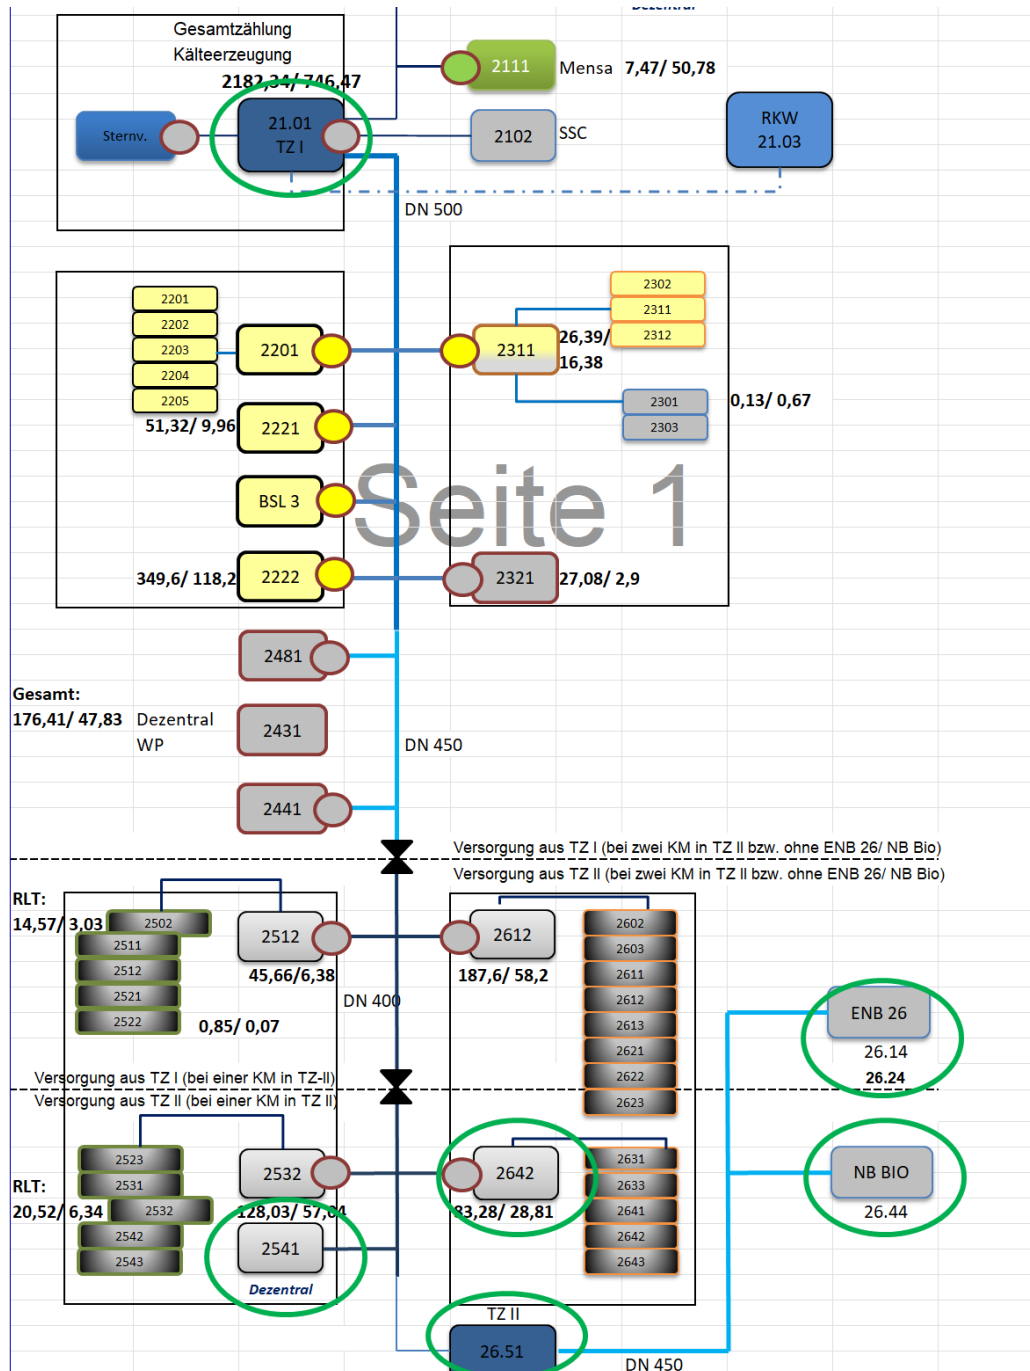 Dezentral
Gesamtzählung
Kälteerzeugung
2182,34/ 746,47
2111
Mensa 7,47/ 50,78
Sternv.
21.01
TZ I
2102
SSC
RKW
21.03
DN 500
2201
2202
2203
2204
2205
2201
51,32/ 9,96
2221
BSL 3
349,6/ 118,2
2222
2311
26,39/
16,38
2302
2311
2312
2301
2303
0,13/ 0,67
Seite 1
2321
27,08/ 2,9
2481
Gesamt:
176,41/ 47,83
Dezentral
WP
2431
DN 450
2441
Versorgung aus TZ I (bei zwei KM in TZ II bzw. ohne ENB 26/ NB Bio)
Versorgung aus TZ II (bei zwei KM in TZ II bzw. ohne ENB 26/ NB Bio)
RLT:
14,57/ 3,03
2502
2511
2512
2521
2522
2512
45,66/6,38
0,85/ 0,07
DN 400
2612
187,6/ 58,2
2602
2603
2611
2612
2613
2621
2622
2623
ENB 26
26.14
26.24
Versorgung aus TZ I (bei einer KM in TZ-II)
Versorgung aus TZ II (bei einer KM in TZ II)
RLT:
20,52/ 6,34
2523
2531
2532
2542
2543
2532
128,03/ 57,04
2541
Dezentral
2642
83,28/ 28,81
2631
2633
2641
2642
2643
NB BIO
26.44
TZ II
26.51
DN 450